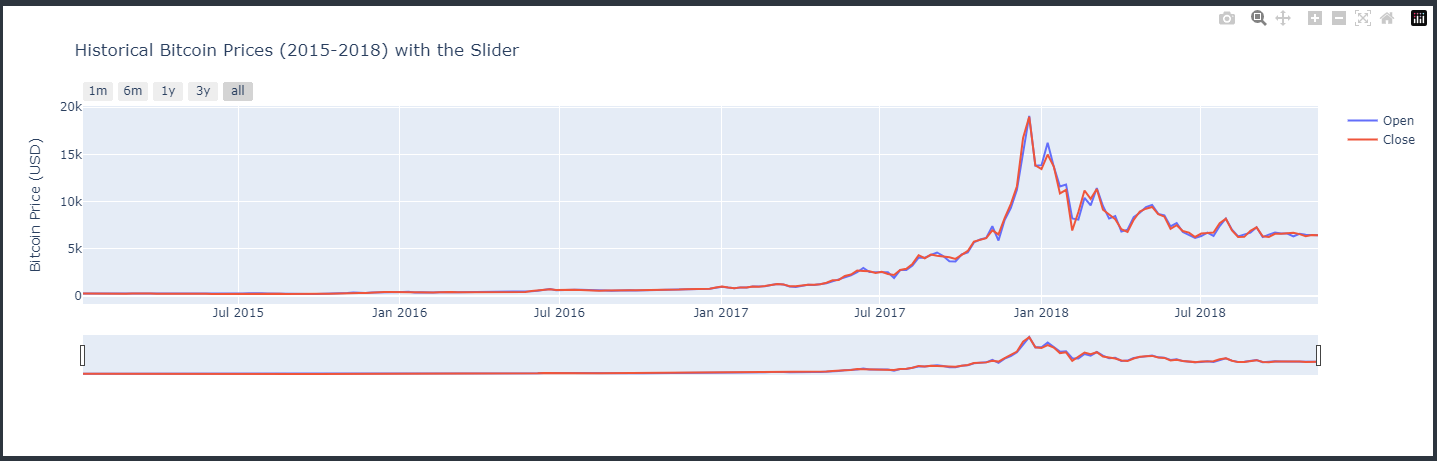 Historical Bitcoin Prices (2015-2018) with the Slider
1m 6m 1y 3y all
Bitcoin Price (USD)
20k
15k
10k
5k
0
Jul 2015 Jan 2016 Jul 2016 Jan 2017 Jul 2017 Jan 2018 Jul 2018
Open
Close